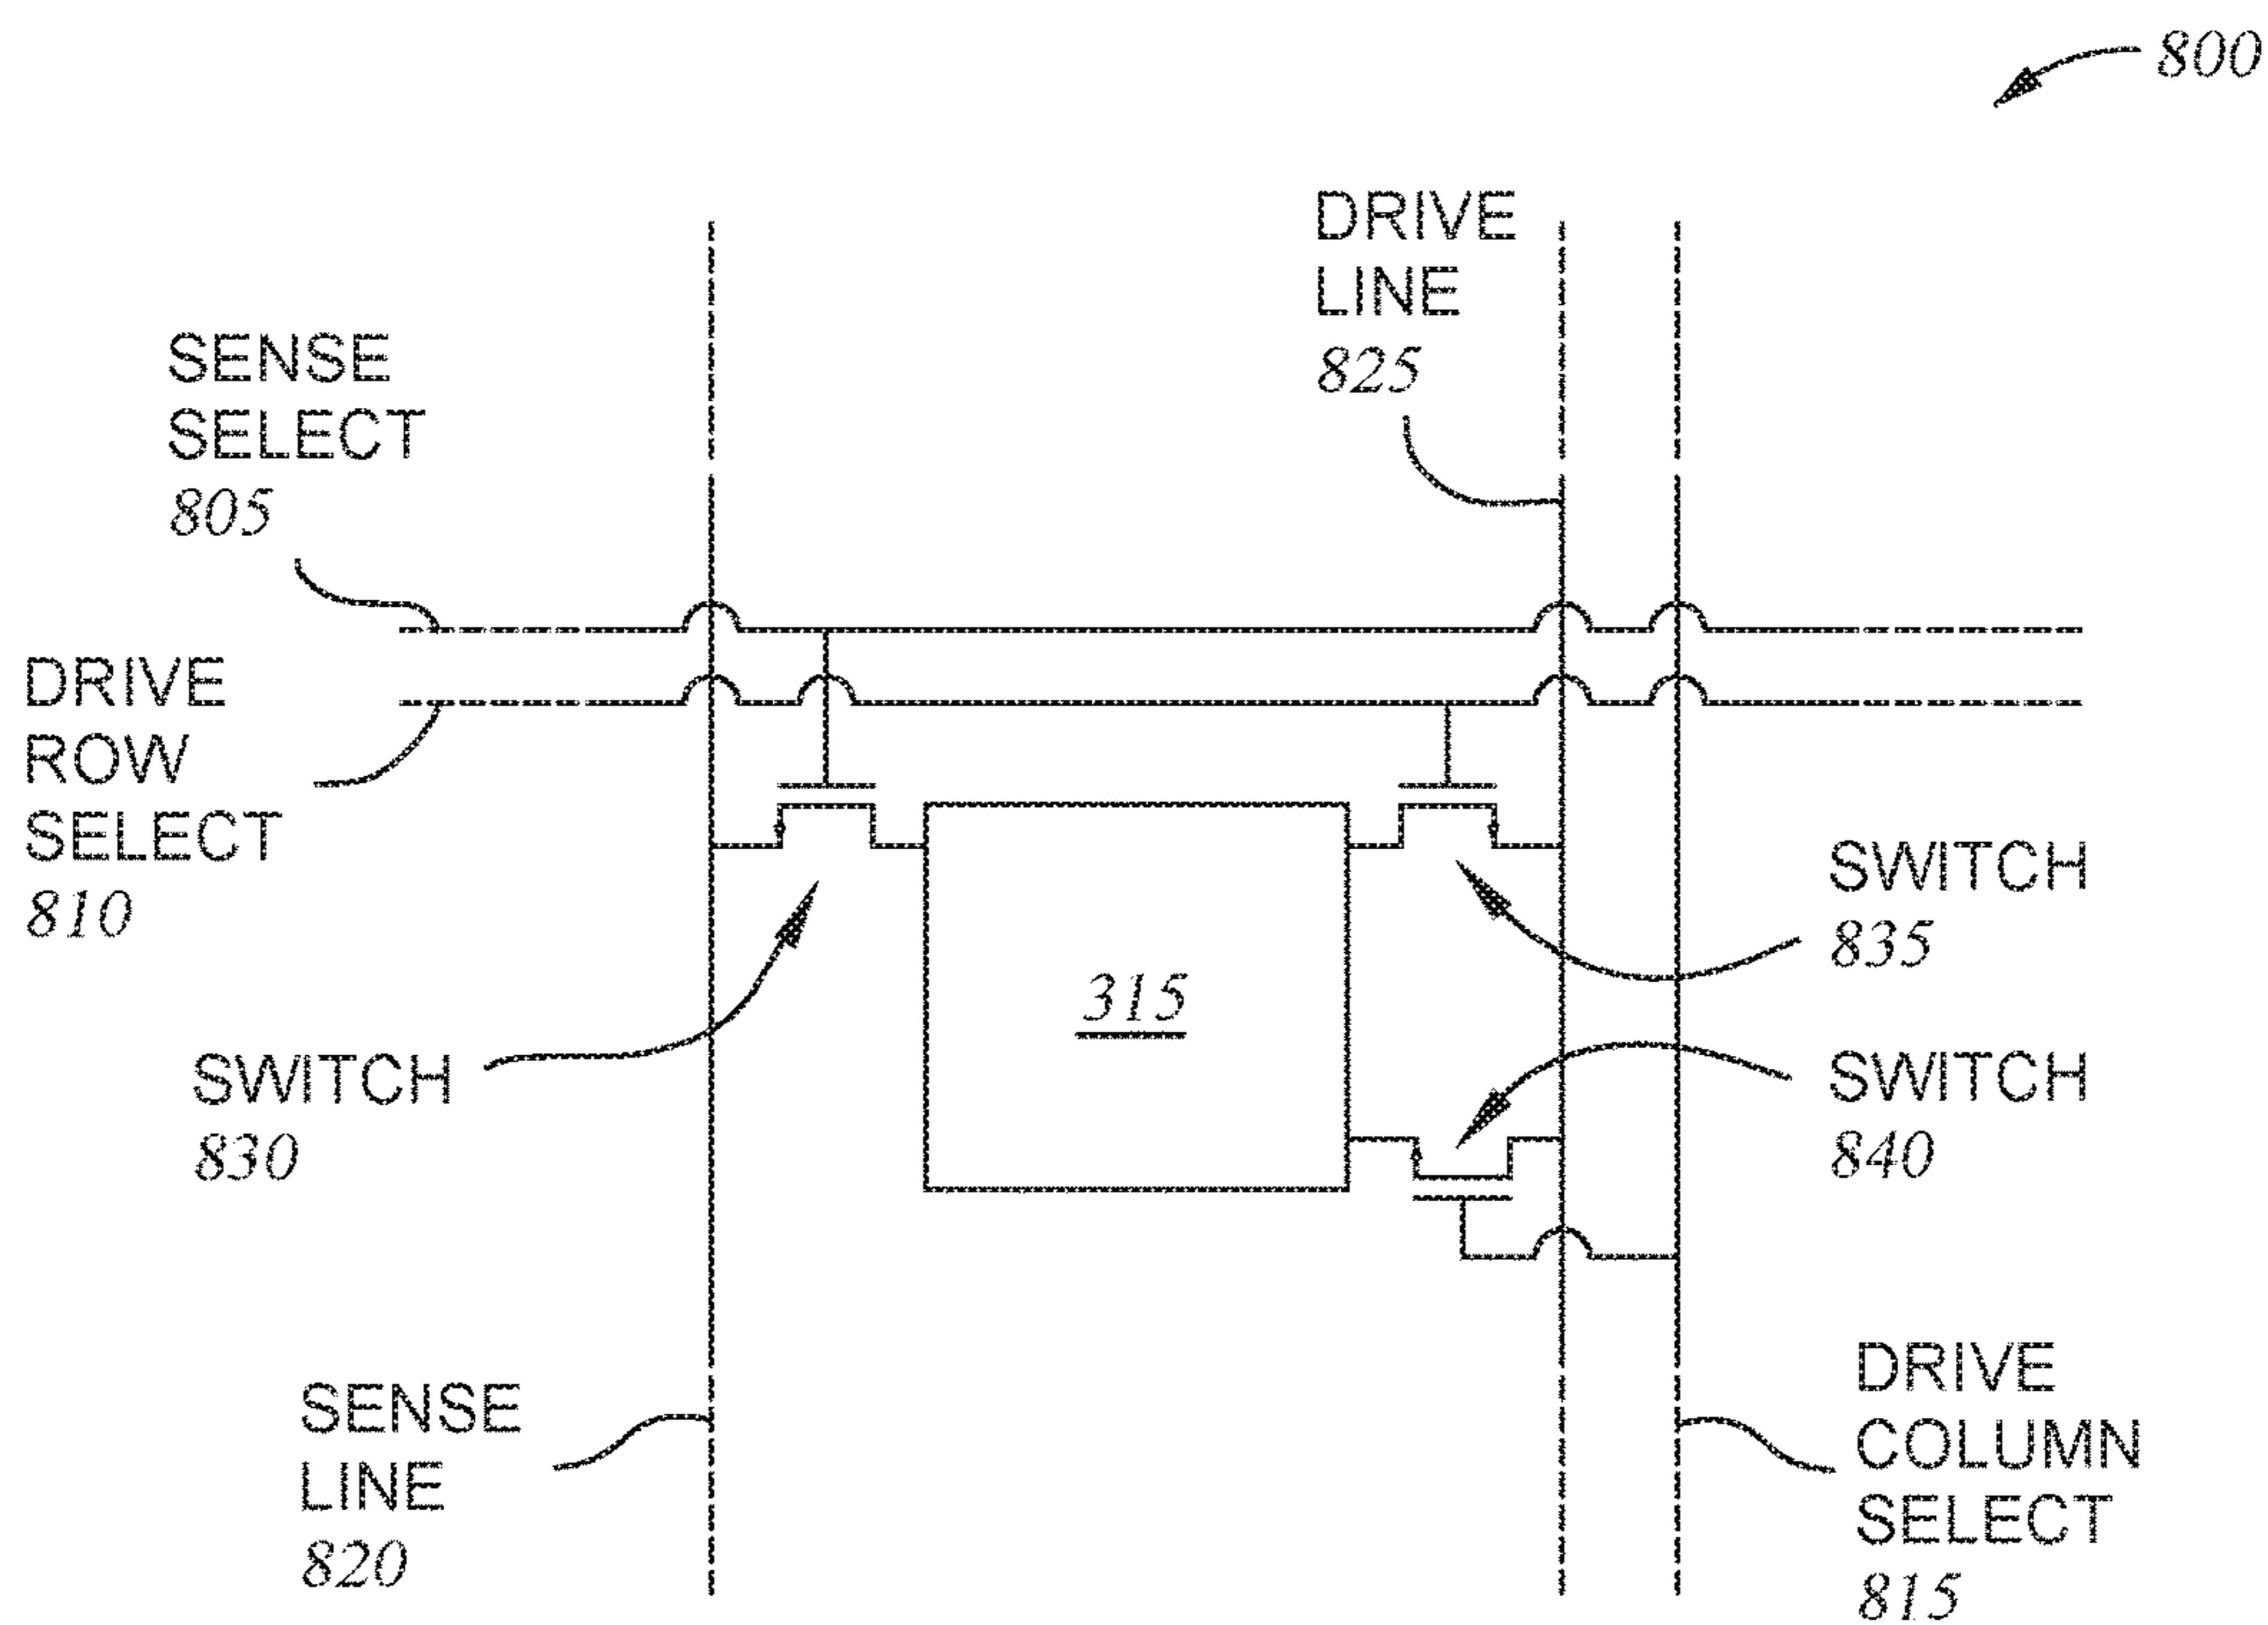 800
DRIVE
LINE
825
SENSE
SELECT
805
DRIVE
ROW
SELECT
810
SWITCH
835
315
SWITCH
830
SWITCH
840
SENSE
LINE
820
DRIVE
COLUMN
SELECT
815